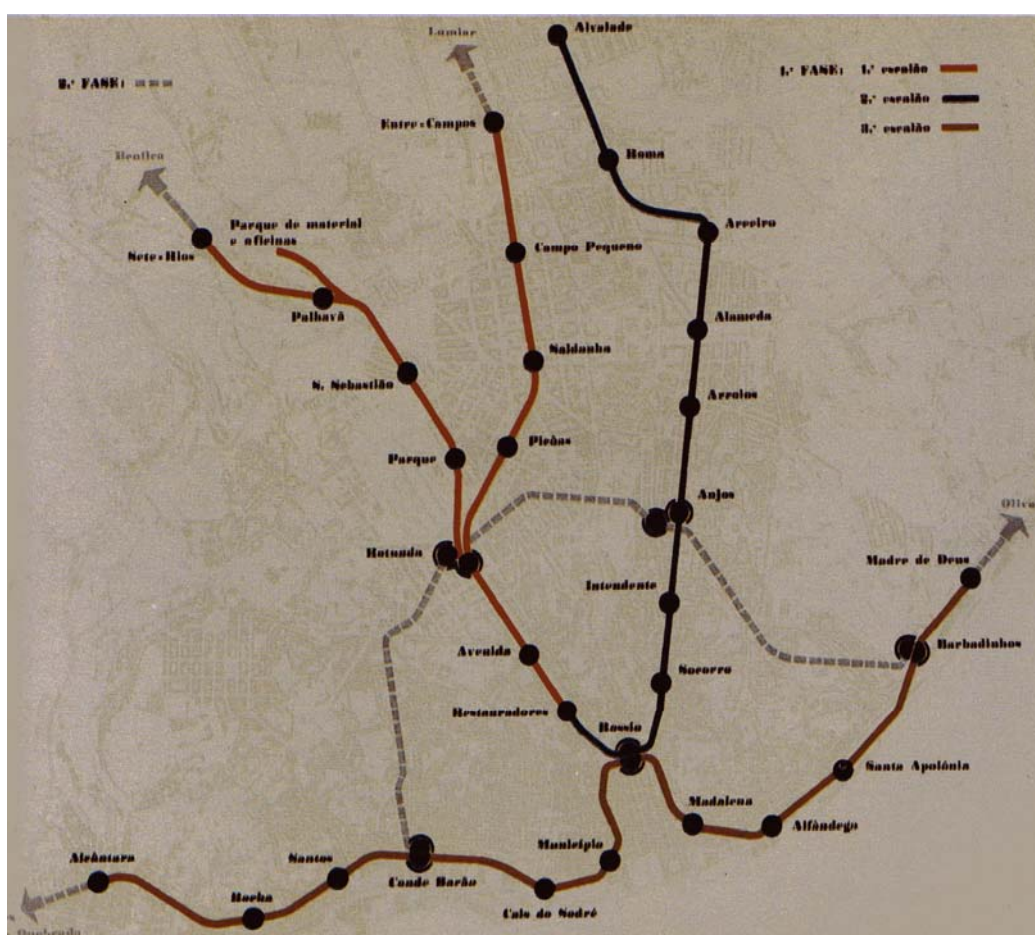 Alvalade
Lumiar
2.ª FASE:
1.ª FASE: 1.º escalão
2.º escalão
3.º escalão
Entre-Campos
Roma
Benfica
Parque de material
e oficinas
Areeiro
Sete-Rios
Campo Pequeno
Palhavã
Alameda
Saldanha
S. Sebastião
Arroios
Parque
Picôas
Anjos
Rotunda
Madre de Deus
Intendente
Avenida
Barbadinhos
Socorro
Restauradores
Rossio
Santa Apolónia
Madalena
Alfândega
Município
Alcântara
Santos
Conde Barão
Rocha
Cais do Sodré
Quebrada